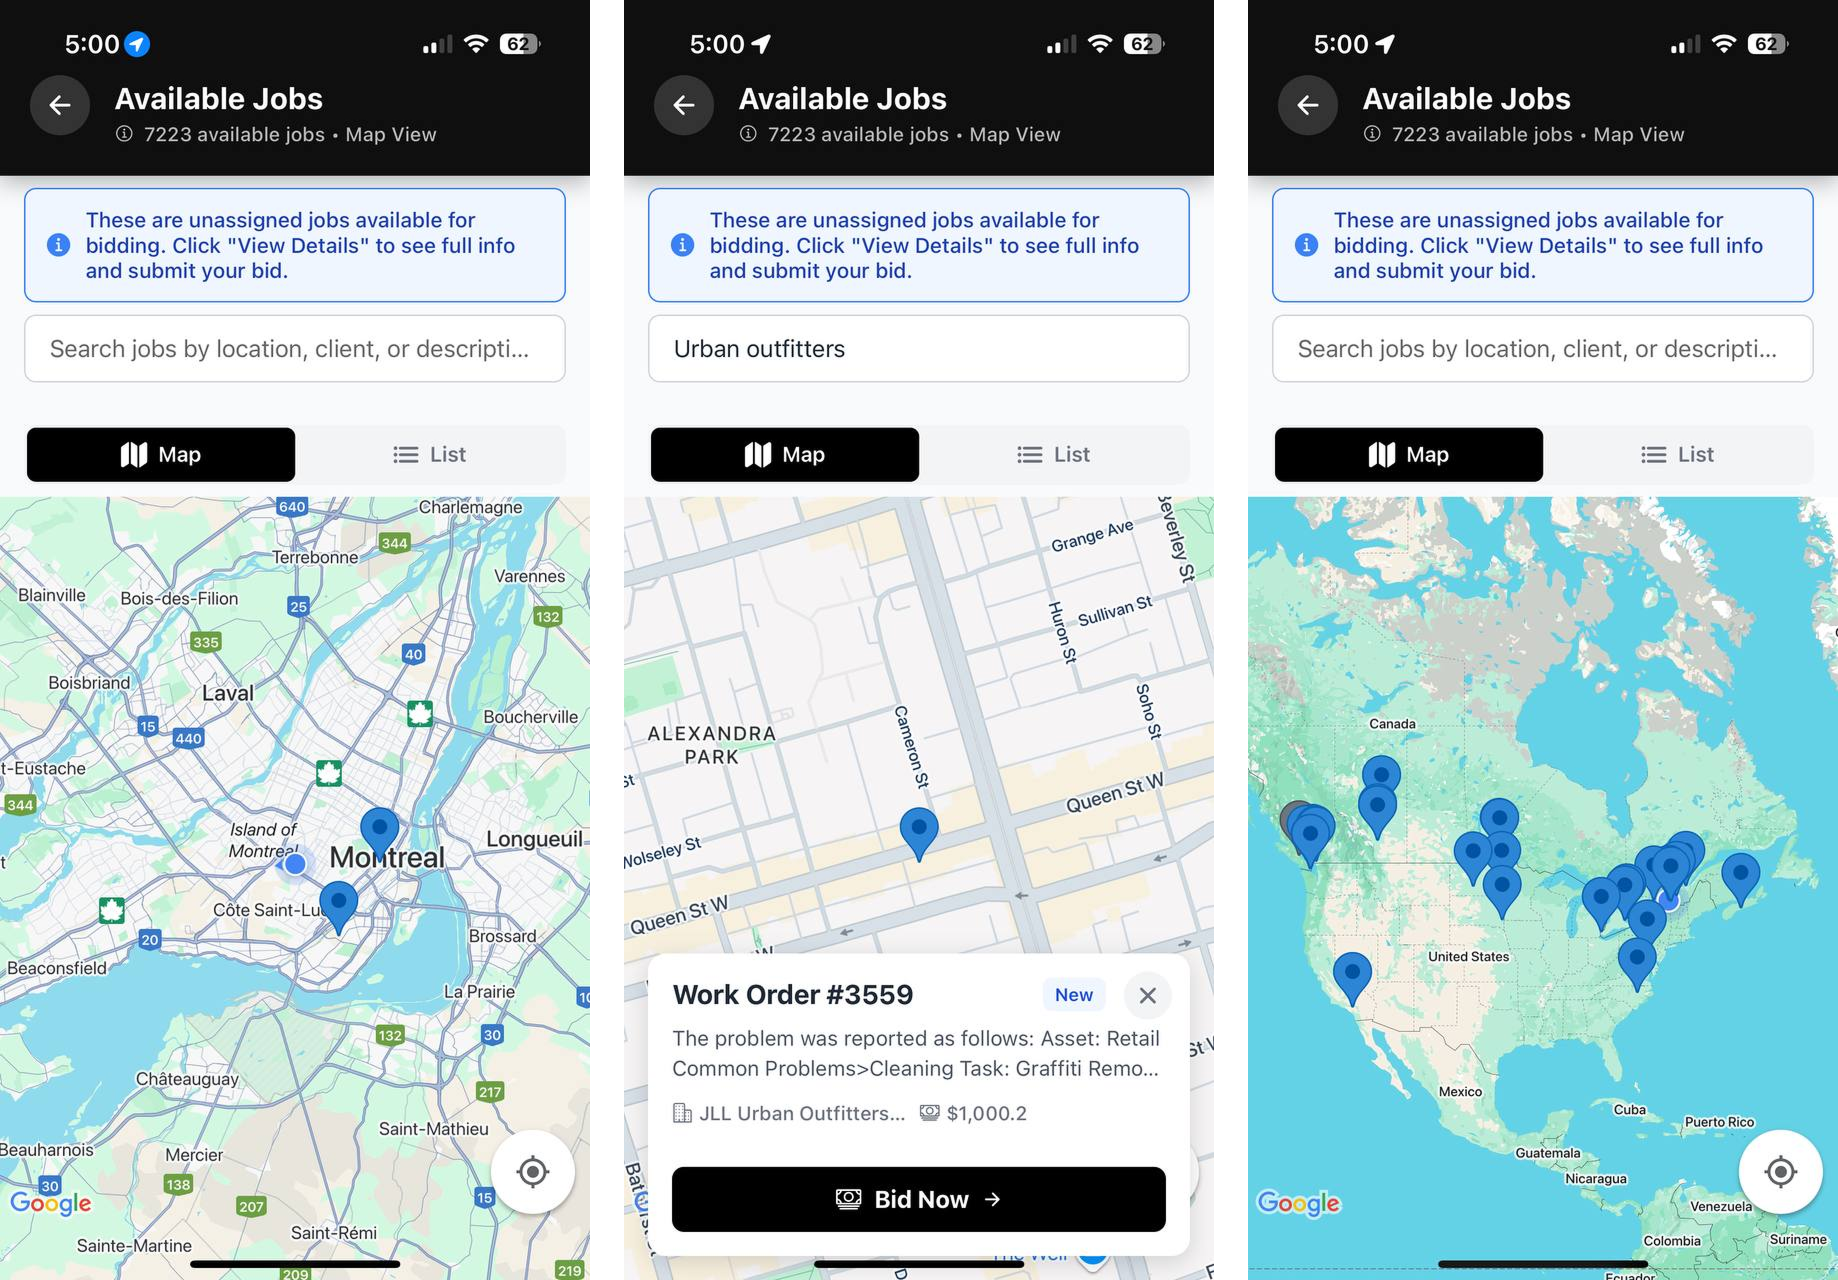 5:00
62
Available Jobs
7223 available jobs • Map View
These are unassigned jobs available for
bidding. Click "View Details" to see full info
and submit your bid.
Search jobs by location, client, or descripti...
Map
List
640
Charlemagne
344
Terrebonne
Varennes
Blainville
Bois-des-Filion
25
132
335
40
Boisbriand
Laval
15
440
Boucherville
t-Eustache
344
Island of
Montreal
Montreal
Longueuil
Côte Saint-Luc
20
Brossard
Beaconsfield
La Prairie
10
132
30
Châteauguay
217
Saint-Mathieu
Beauharnois
Mercier
30
138
15
Google
207
Saint-Rémi
Sainte-Martine
209
219
5:00
62
Available Jobs
7223 available jobs • Map View
These are unassigned jobs available for
bidding. Click "View Details" to see full info
and submit your bid.
Urban outfitters
Map
List
Beverley St
Grange Ave
Sullivan St
Huron St
Soho St
Cameron St
ALEXANDRA
PARK
St
Queen St W
Wolseley St
Queen St W
W
Work Order #3559
New
The problem was reported as follows: Asset: Retail
Common Problems>Cleaning Task: Graffiti Remo...
St W
JLL Urban Outfitters...
$1,000.2
Bid Now
The Well
5:00
62
Available Jobs
7223 available jobs • Map View
These are unassigned jobs available for
bidding. Click "View Details" to see full info
and submit your bid.
Search jobs by location, client, or descripti...
Map
List
Canada
United States
Mexico
Cuba
Puerto Rico
Guatemala
Nicaragua
Google
Venezuela
Colombia
Suriname
Ecuador